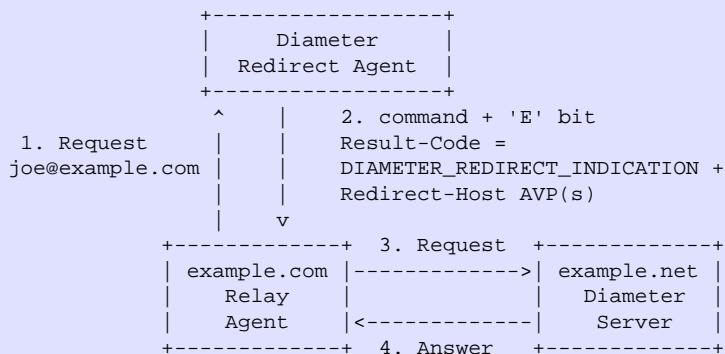 Diameter
Redirect Agent
2. command + 'E' bit
1. Request
Result-Code =
joe@example.com
DIAMETER_REDIRECT_INDICATION +
Redirect-Host AVP(s)
3. Request
example.com
example.net
Relay
Diameter
Agent
Server
4. Answer